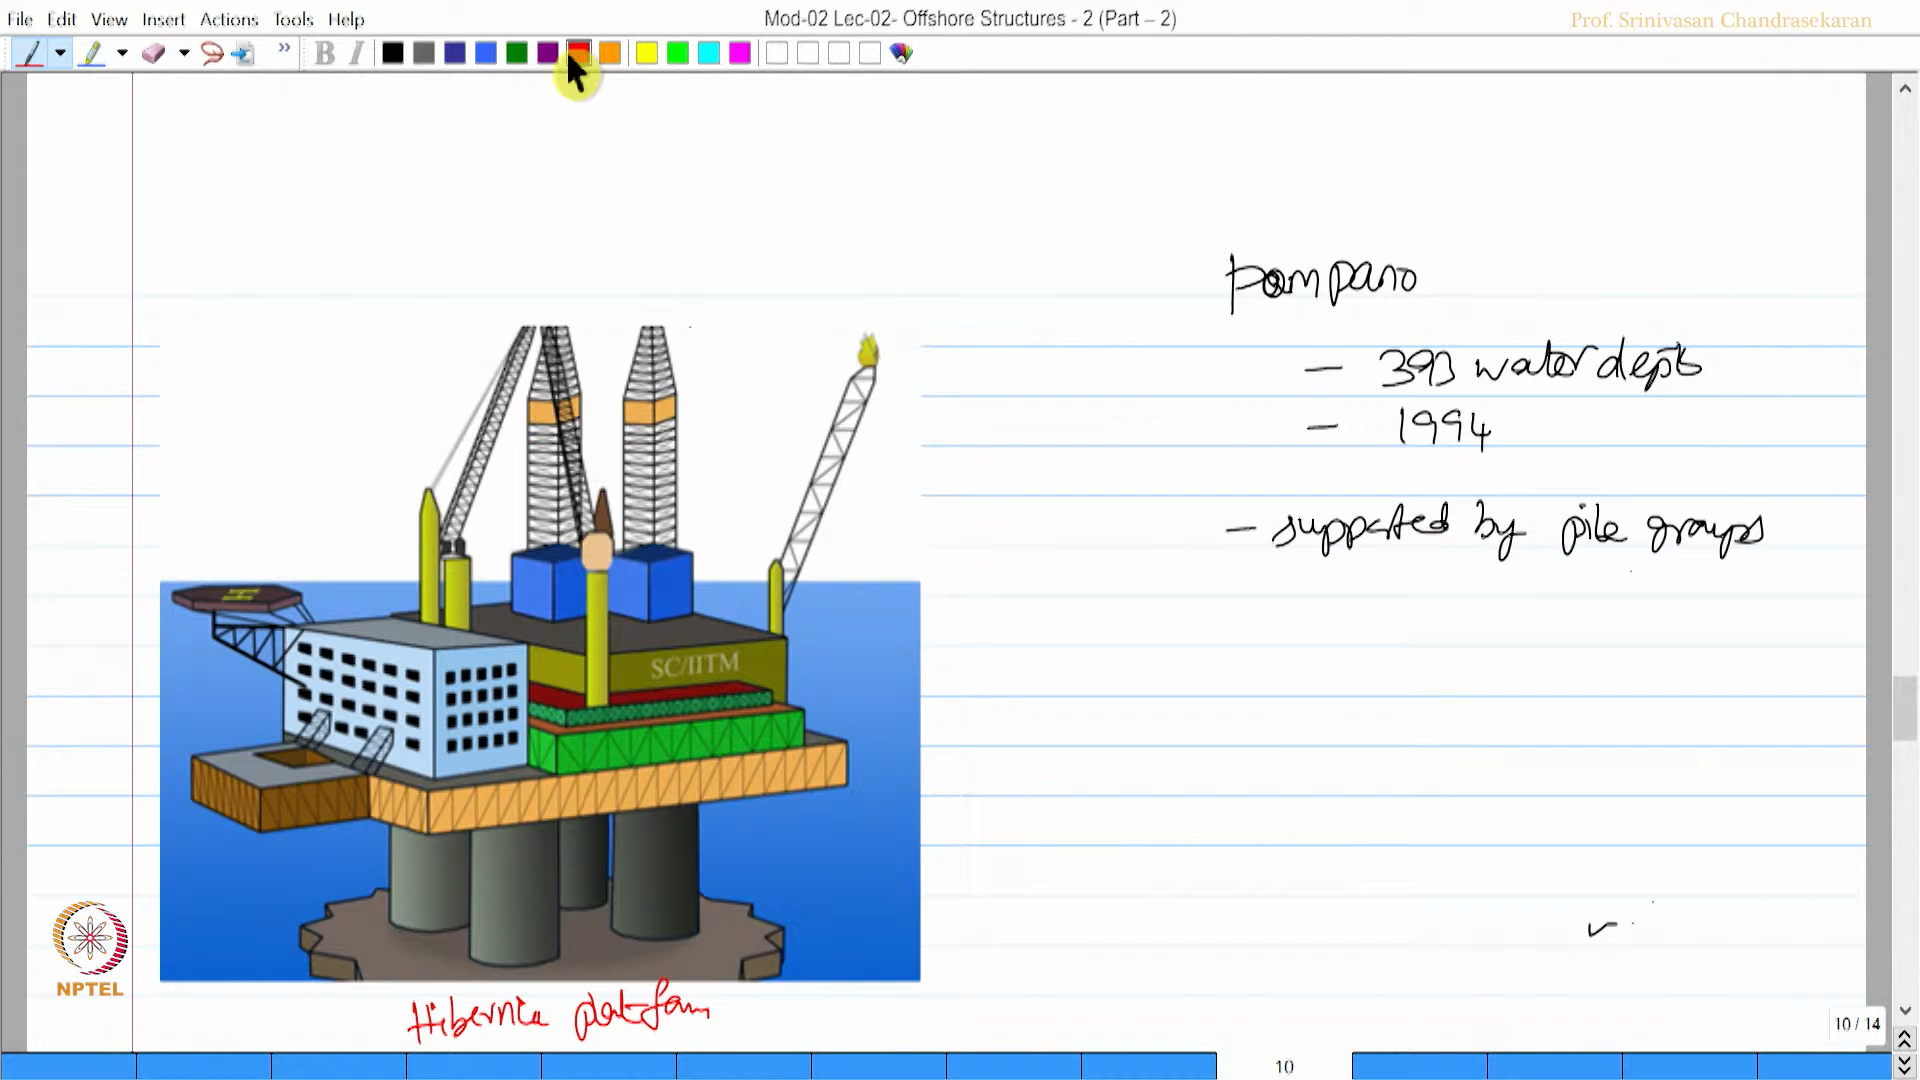 File Edit View Insert Actions Tools Help
Mod-02 Lec-02- Offshore Structures - 2 (Part – 2)
Prof. Srinivasan Chandrasekaran
B I
Pompano
– 393 water depth
– 1994
– supported by pile groups
H
SC/IITM
NPTEL
Hibernia platform
10 / 14
10